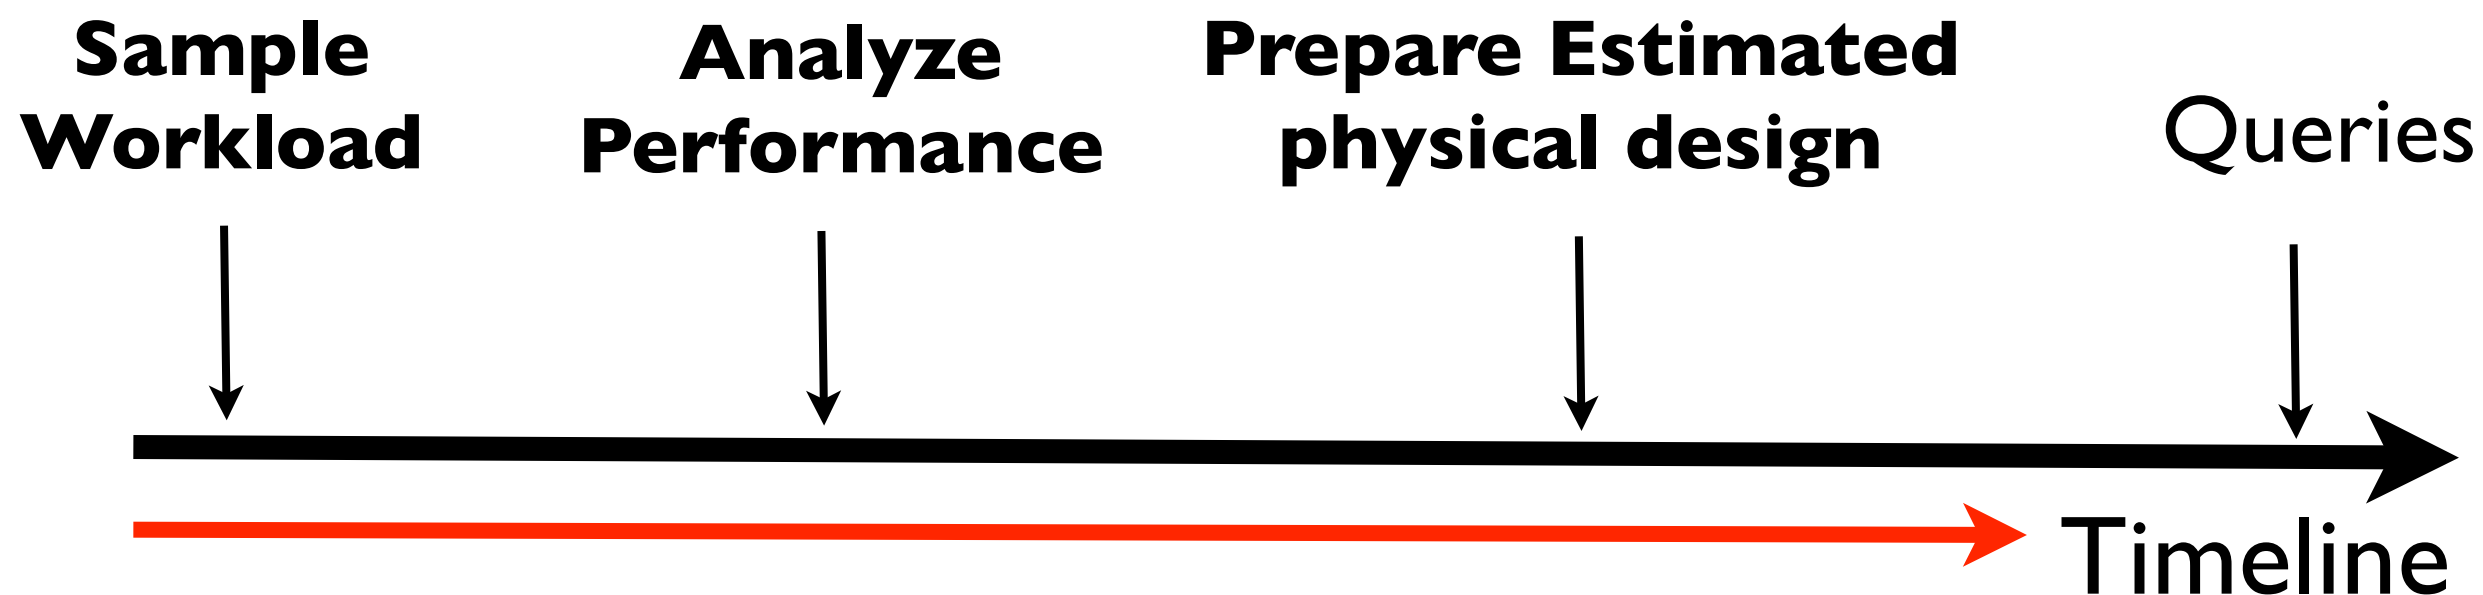 Sample
Workload
Analyze
Performance
Prepare Estimated
physical design
Queries
Timeline